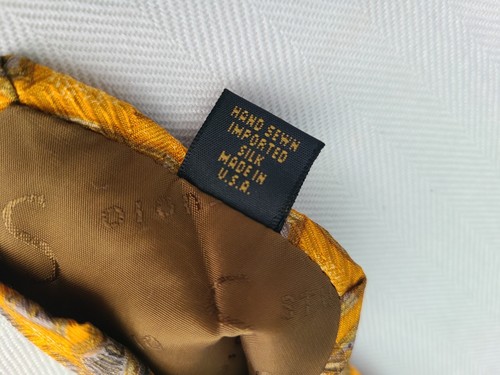 HAND SEWN
IMPORTED
SILK
MADE IN
U.S.A.